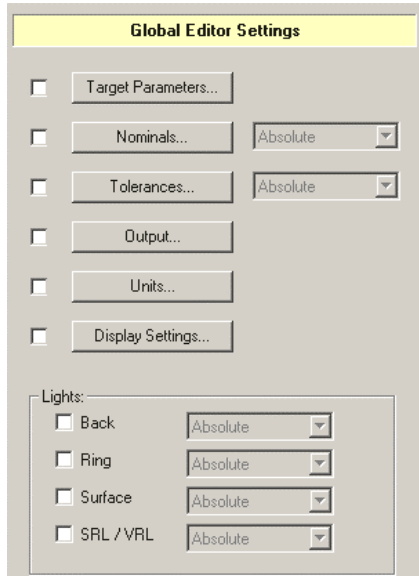 Global Editor Settings
Target Parameters...
Nominals... Absolute
Tolerances... Absolute
Output...
Units...
Display Settings...
Lights:
Back Absolute
Ring Absolute
Surface Absolute
SRL / VRL Absolute